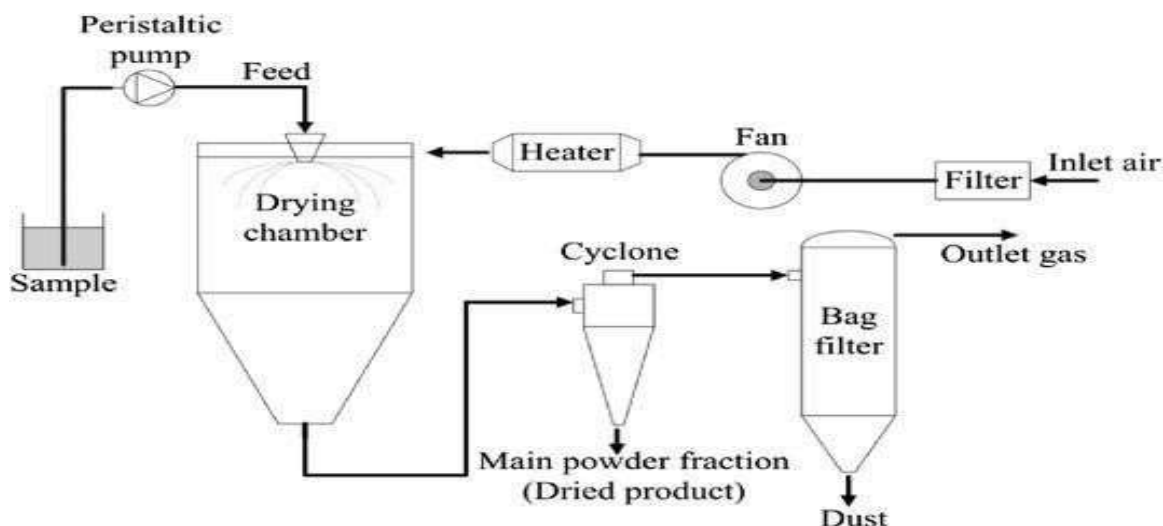 Peristaltic
pump
Feed
Fan
Heater
Filter
Inlet air
Drying
chamber
Sample
Cyclone
Outlet gas
Bag
filter
Main powder fraction
(Dried product)
Dust